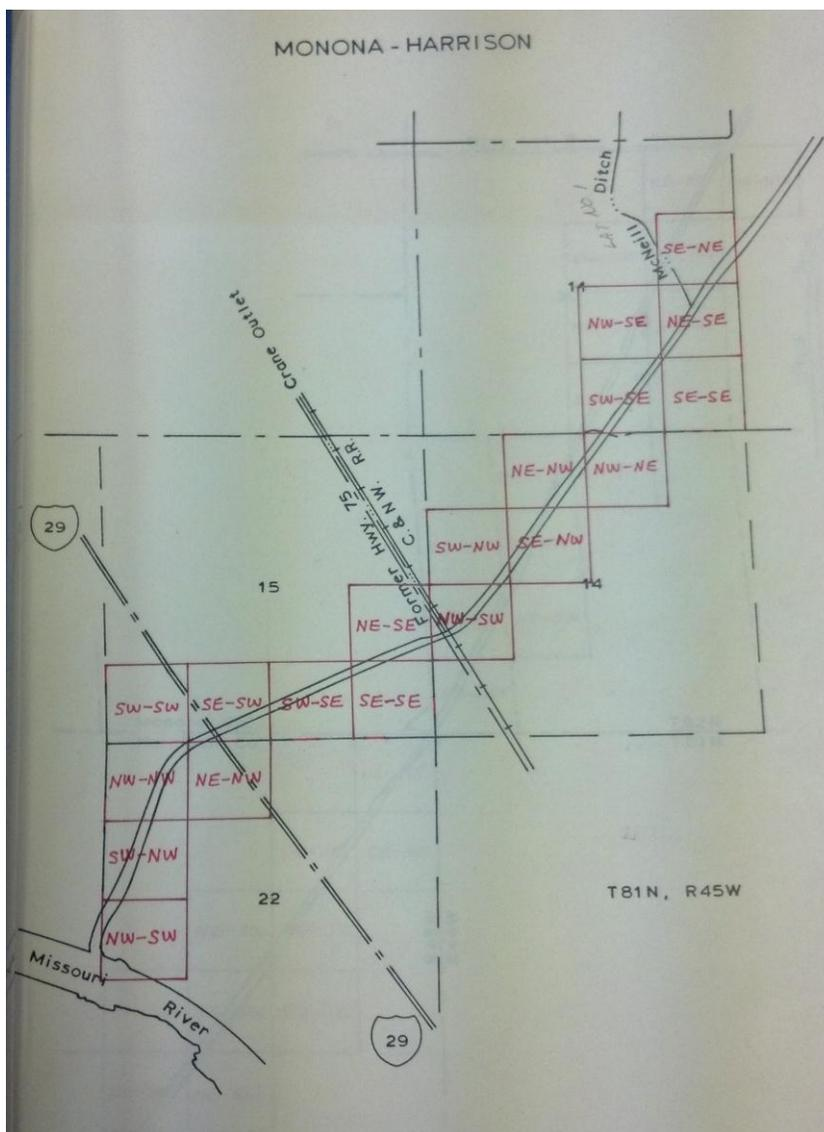 MONONA - HARRISON
Ditch
LAT NO 1
McNeill
SE-NE
11
NW-SE
NE-SE
Crane Outlet
SW-SE
SE-SE
R.R.
C. & N W.
Former Hwy. 75
NE-NW
NW-NE
29
SW-NW
SE-NW
15
14
NE-SE
NW-SW
SW-SW
SE-SW
SW-SE
SE-SE
NW-NW
NE-NW
SW-NW
22
T81N, R45W
NW-SW
Missouri
River
29